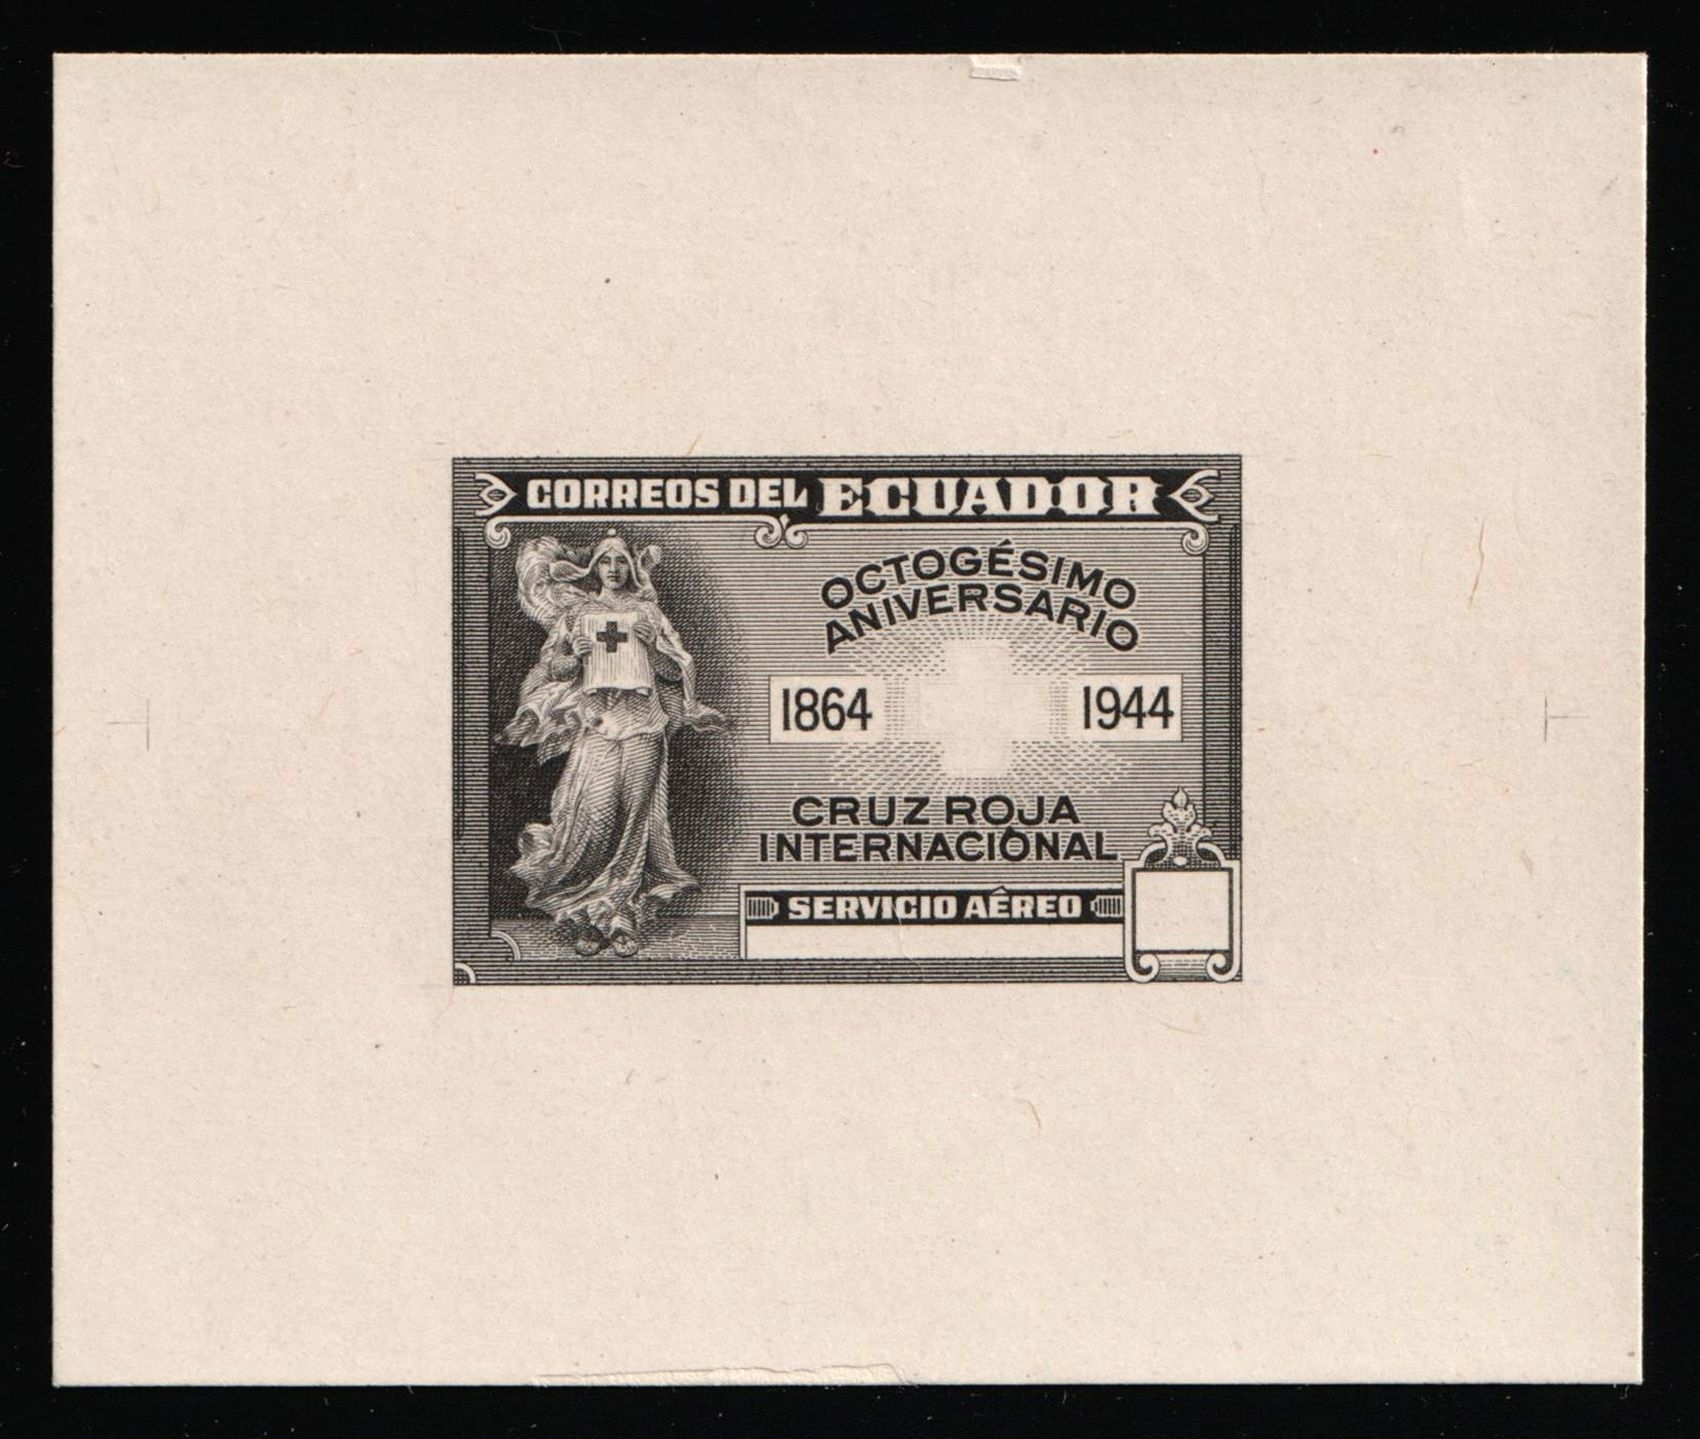 CORREOS DEL ECUADOR
OCTOGÉSIMO
ANIVERSARIO
1864 1944
CRUZ ROJA
INTERNACIONAL
SERVICIO AÉREO